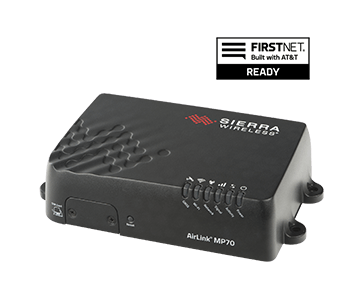 FIRSTNET.
Built with AT&T
READY
SIERRA
WIRELESS
AirLink® MP70